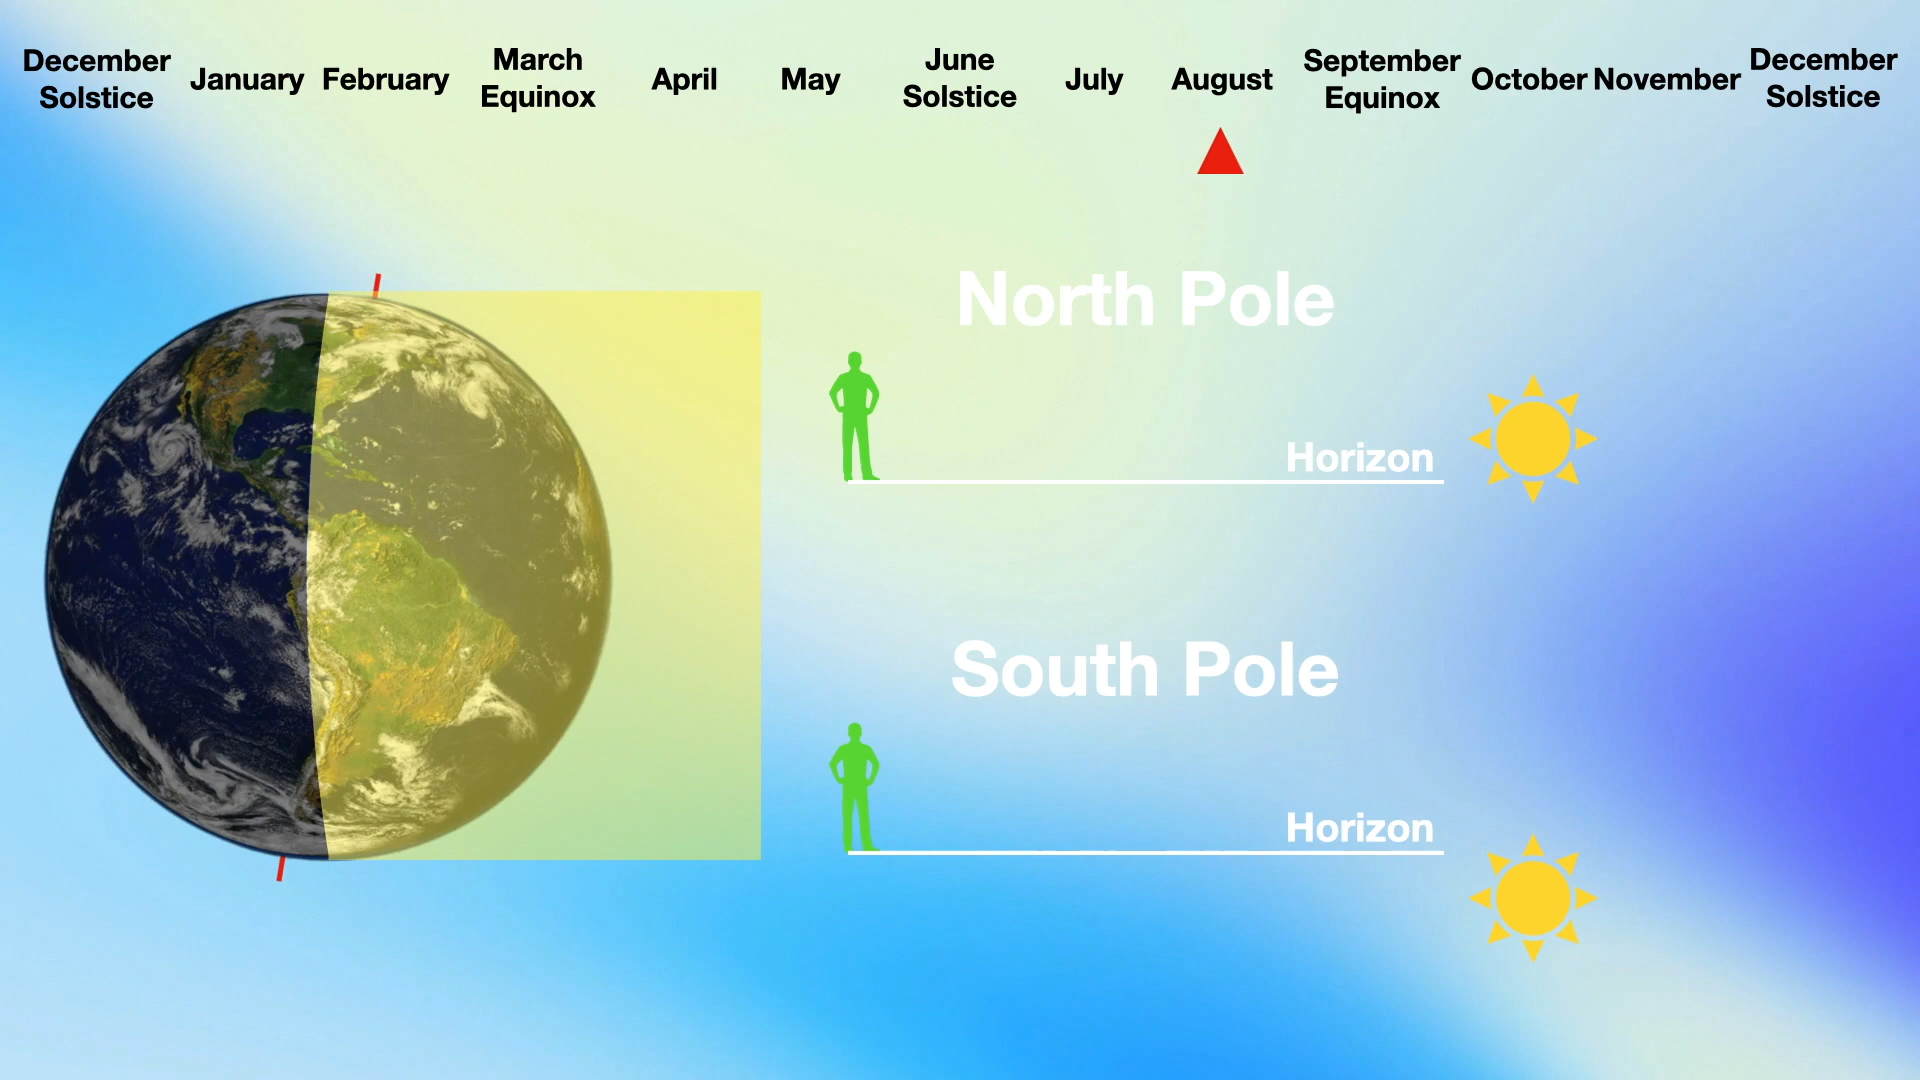 December
Solstice
January
February
March
Equinox
April
May
June
Solstice
July
August
September
Equinox
October
November
December
Solstice
North Pole
Horizon
South Pole
Horizon